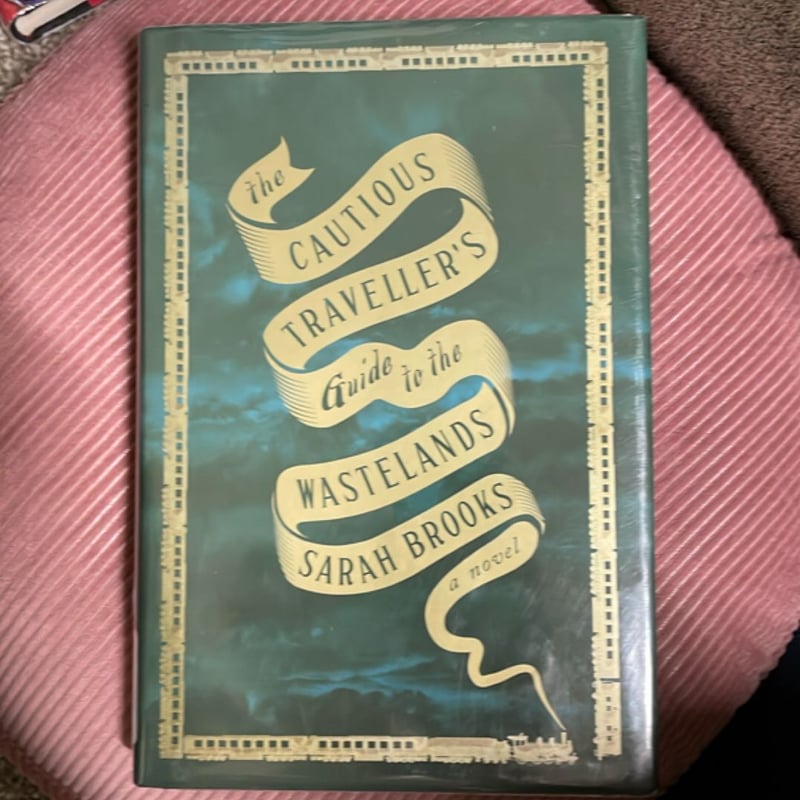 the
CAUTIOUS
TRAVELLER'S
Guide to the
WASTELANDS
SARAH BROOKS
a novel